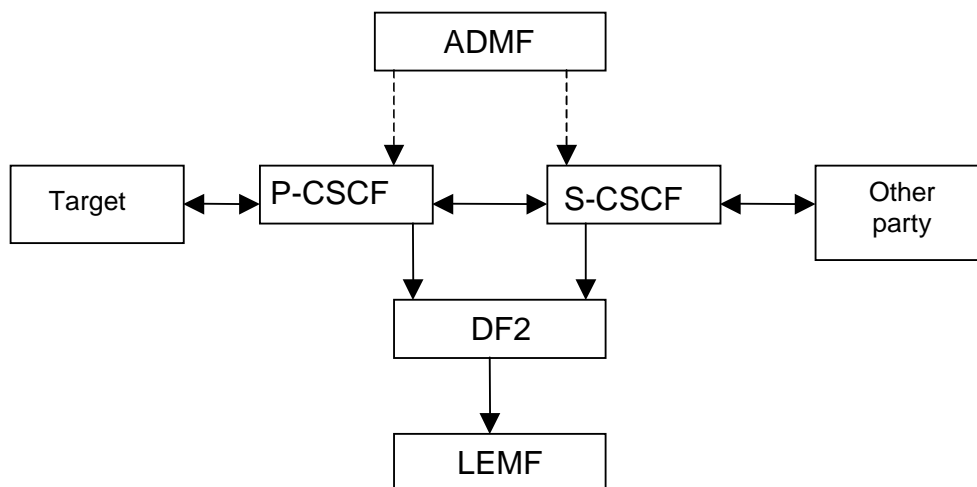 ADMF
Target
P-CSCF
S-CSCF
Other
party
DF2
LEMF